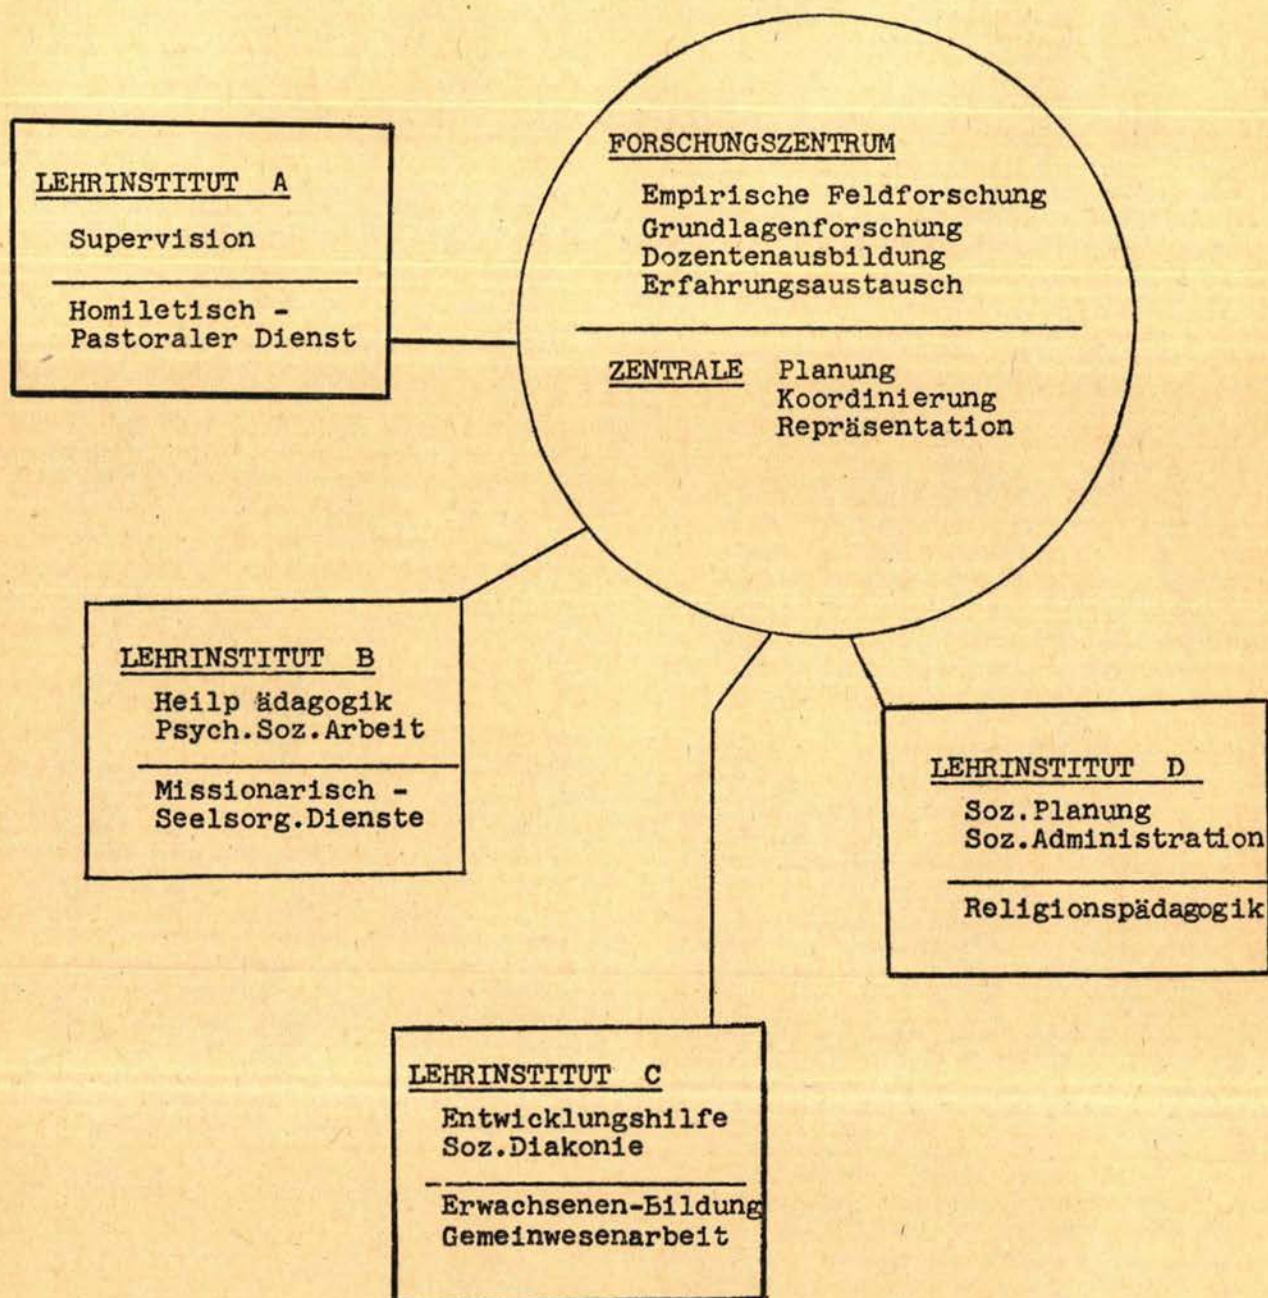 FORSCHUNGSZENTRUM
Empirische Feldforschung
Grundlagenforschung
Dozentenausbildung
Erfahrungsaustausch
ZENTRALE Planung
Koordinierung
Repräsentation
LEHRINSTITUT A
Supervision
Homiletisch -
Pastoraler Dienst
LEHRINSTITUT B
Heilp ädagogik
Psych.Soz.Arbeit
Missionarisch -
Seelsorg.Dienste
LEHRINSTITUT C
Entwicklungshilfe
Soz.Diakonie
Erwachsenen-Bildung
Gemeinwesenarbeit
LEHRINSTITUT D
Soz.Planung
Soz.Administration
Religionspädagogik